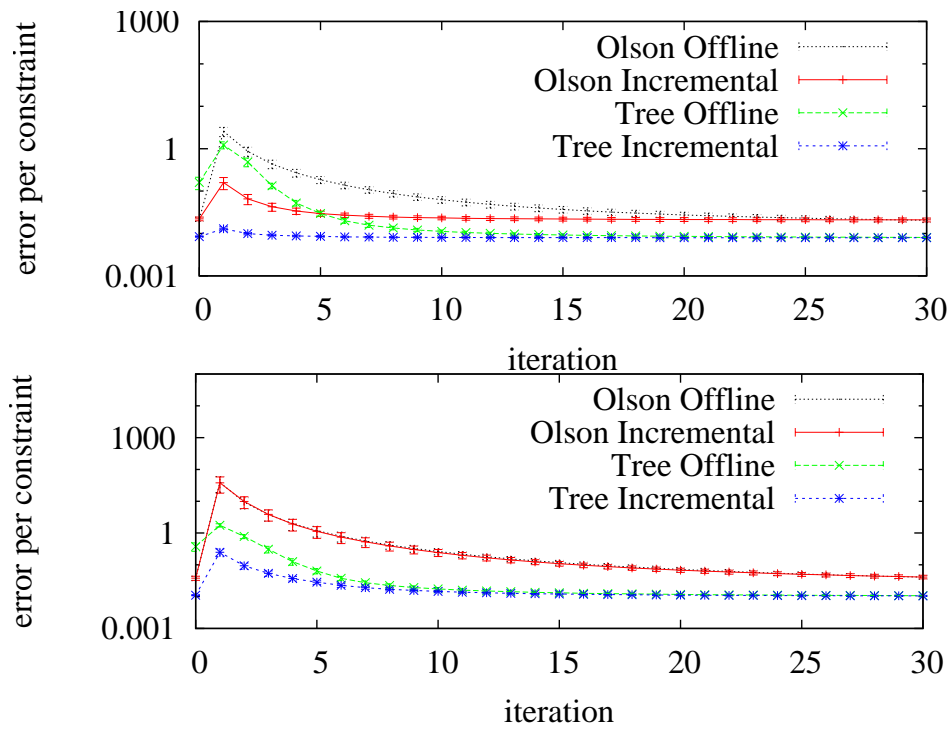 1000
1
0.001
error per constraint
Olson Offline
Olson Incremental
Tree Offline
Tree Incremental
0 5 10 15 20 25 30
iteration
1000
1
0.001
error per constraint
Olson Offline
Olson Incremental
Tree Offline
Tree Incremental
0 5 10 15 20 25 30
iteration